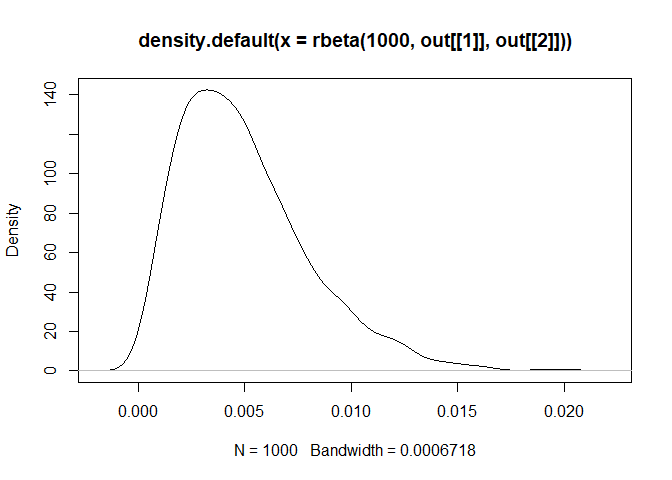 density.default(x = rbeta(1000, out[[1]], out[[2]]))
Density
140
100
80
60
40
20
0
0.000 0.005 0.010 0.015 0.020
N = 1000 Bandwidth = 0.0006718